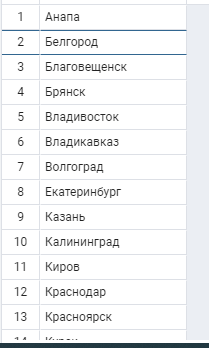 1 Анапа
2 Белгород
3 Благовещенск
4 Брянск
5 Владивосток
6 Владикавказ
7 Волгоград
8 Екатеринбург
9 Казань
10 Калининград
11 Киров
12 Краснодар
13 Красноярск